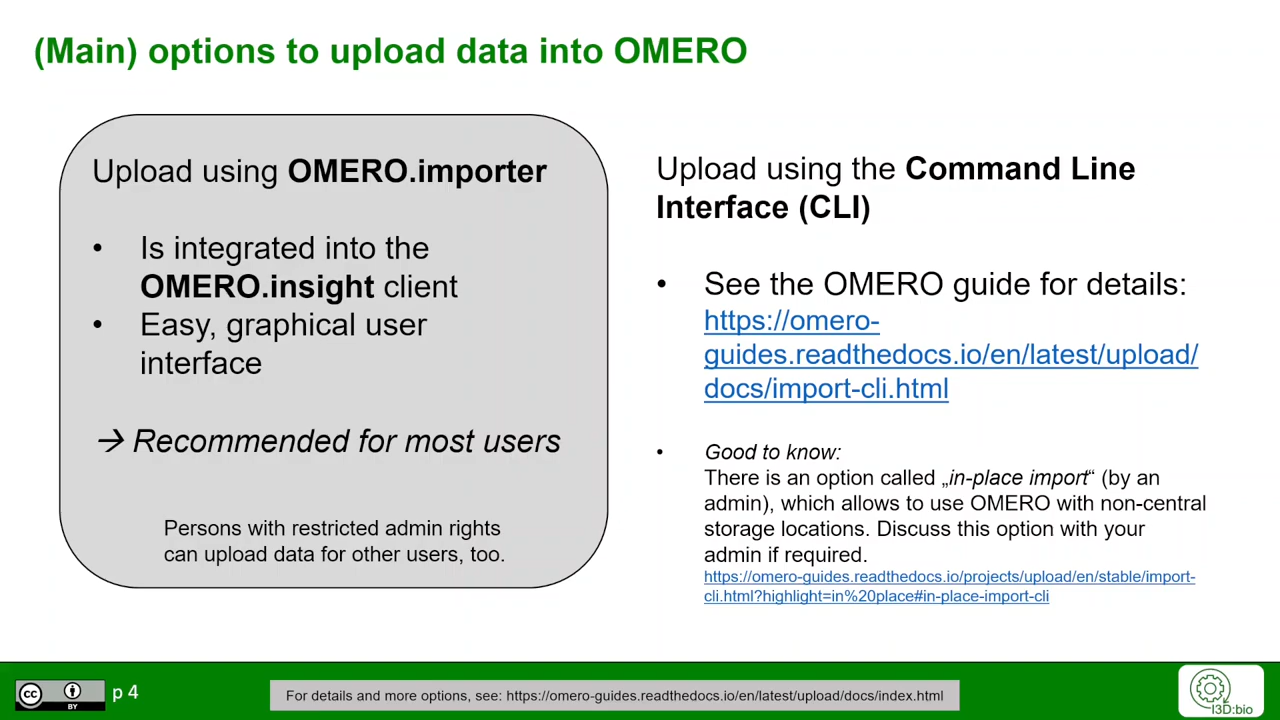 (Main) options to upload data into OMERO
Upload using OMERO.importer
• Is integrated into the
OMERO.insight client
• Easy, graphical user
interface
→ Recommended for most users
Persons with restricted admin rights
can upload data for other users, too.
Upload using the Command Line
Interface (CLI)
• See the OMERO guide for details:
https://omero-
guides.readthedocs.io/en/latest/upload/
docs/import-cli.html
• Good to know:
There is an option called „in-place import“ (by an
admin), which allows to use OMERO with non-central
storage locations. Discuss this option with your
admin if required.
https://omero-guides.readthedocs.io/projects/upload/en/stable/import-
cli.html?highlight=in%20place#in-place-import-cli
cc
BY
p 4
For details and more options, see: https://omero-guides.readthedocs.io/en/latest/upload/docs/index.html
I3D:bio